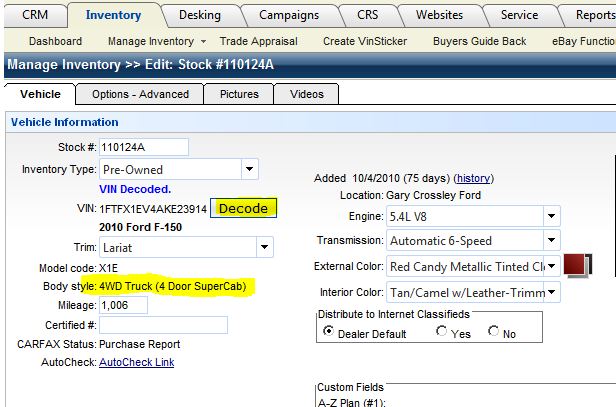 CRM Inventory Desking Campaigns CRS Websites Service Reports
Dashboard Manage Inventory Trade Appraisal Create VinSticker Buyers Guide Back eBay Function
Manage Inventory >> Edit: Stock #110124A
Vehicle Options - Advanced Pictures Videos
Vehicle Information
Stock #: 110124A
Inventory Type: Pre-Owned
VIN Decoded.
VIN: 1FTFX1EV4AKE23914 Decode
2010 Ford F-150
Trim: Lariat
Model code: X1E
Body style: 4WD Truck (4 Door SuperCab)
Mileage: 1,006
Certified #:
CARFAX Status: Purchase Report
AutoCheck: AutoCheck Link
Added 10/4/2010 (75 days) (history)
Location: Gary Crossley Ford
Engine: 5.4L V8
Transmission: Automatic 6-Speed
External Color: Red Candy Metallic Tinted Cle
Interior Color: Tan/Camel w/Leather-Trimm
Distribute to Internet Classifieds
Dealer Default Yes No
Custom Fields
A-Z Plan (#1):